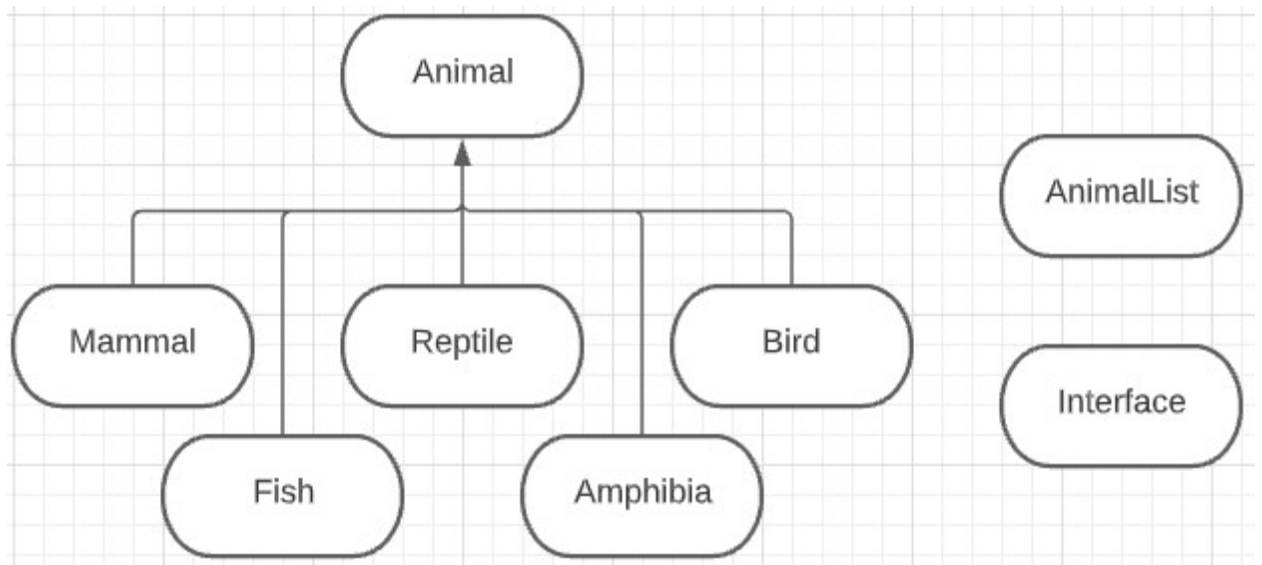 Animal
AnimalList
Mammal
Reptile
Bird
Interface
Fish
Amphibia